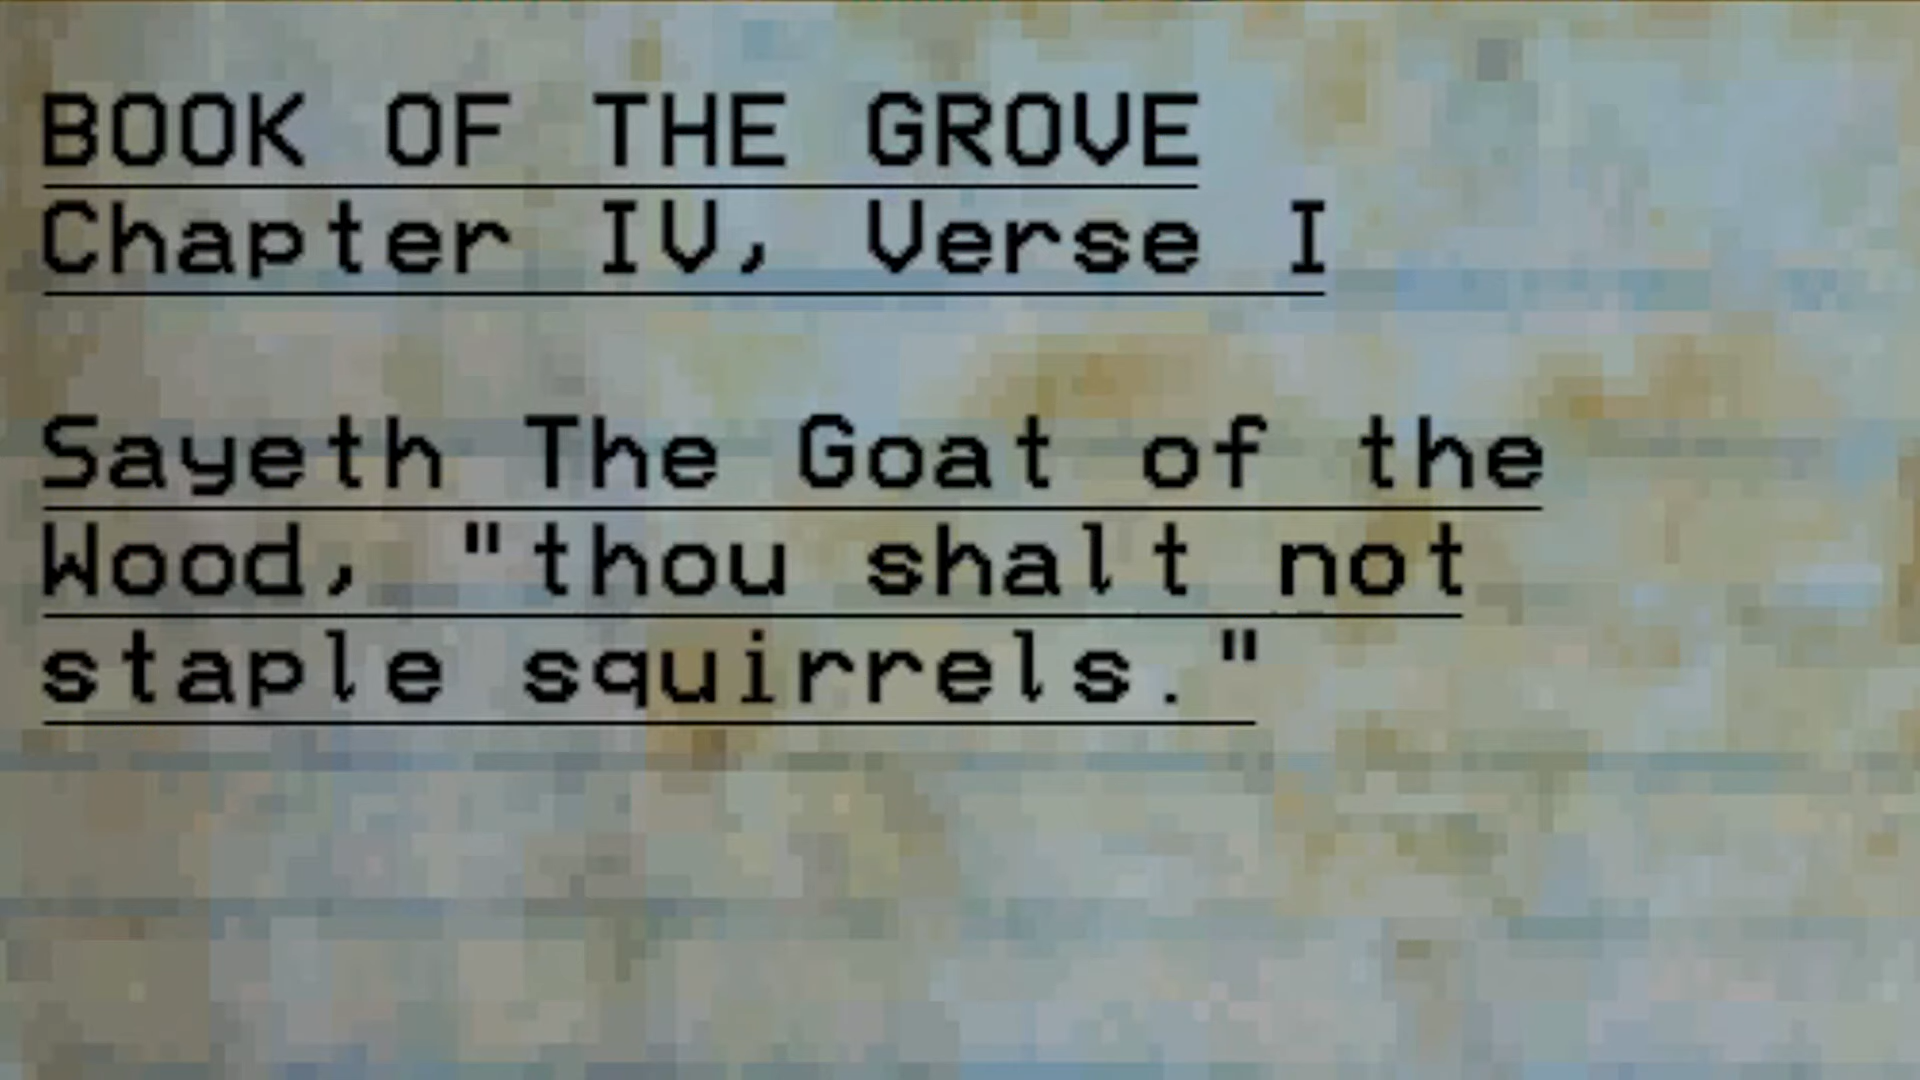 BOOK OF THE GROVE
Chapter IV, Verse I
Sayeth The Goat of the
Wood, "thou shalt not
staple squirrels."